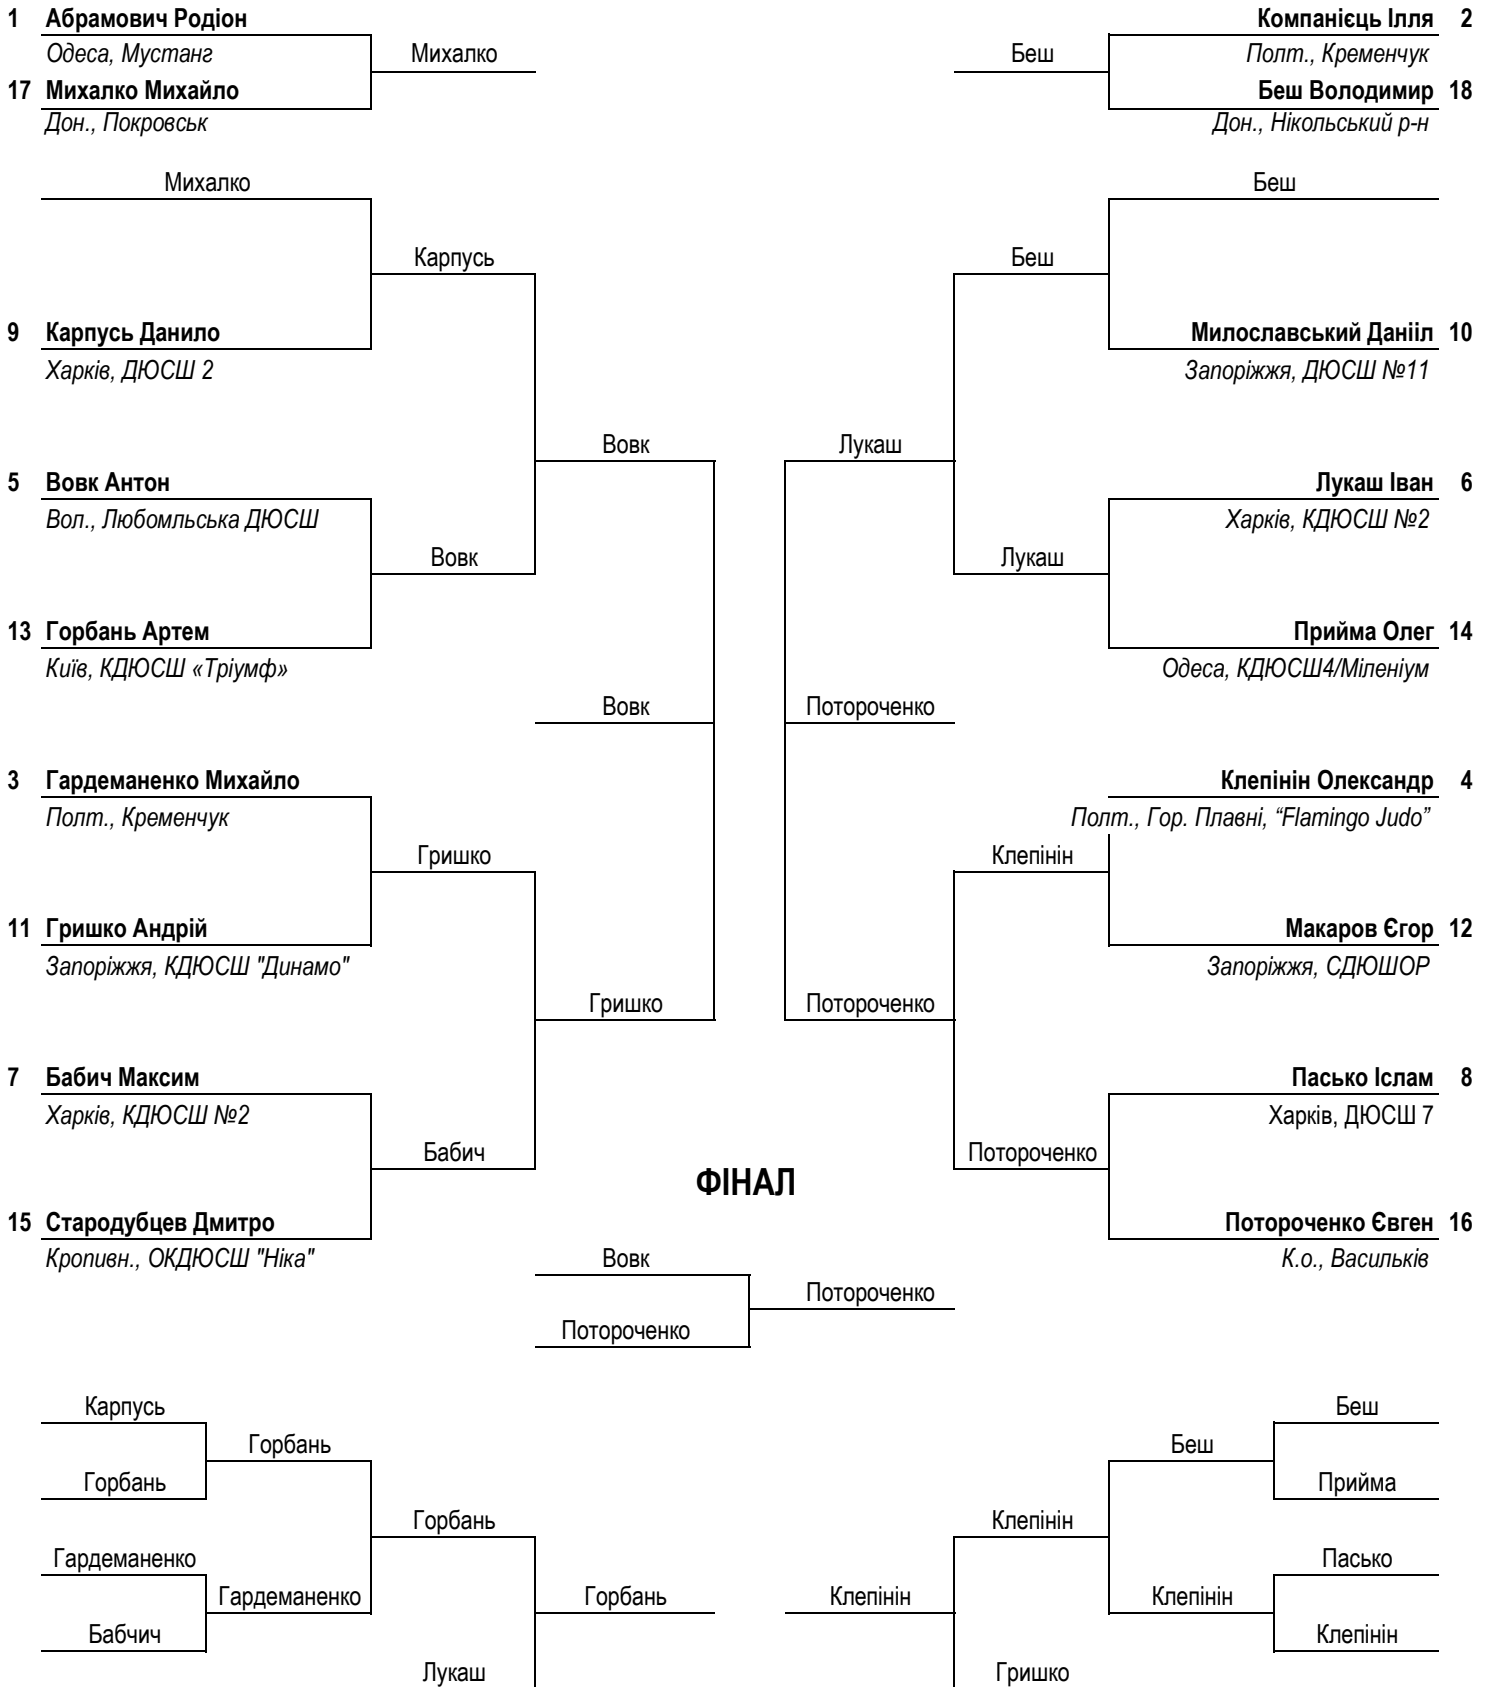 1 Абрамович Родіон Компанієць Ілля 2
Одеса, Мустанг Михалко Беш Полт., Кременчук
17 Михалко Михайло Беш Володимир 18
Дон., Покровськ Дон., Нікольський р-н
Михалко Беш
Карпусь Беш
9 Карпусь Данило Милославський Данііл 10
Харків, ДЮСШ 2 Запоріжжя, ДЮСШ №11
Вовк Лукаш
5 Вовк Антон Лукаш Іван 6
Вол., Любомльська ДЮСШ Харків, КДЮСШ №2
Вовк Лукаш
13 Горбань Артем Прийма Олег 14
Київ, КДЮСШ «Тріумф» Одеса, КДЮСШ4/Міленіум
Вовк Потороченко
3 Гардеманенко Михайло Клепінін Олександр 4
Полт., Кременчук Полт., Гор. Плавні, “Flamingo Judo”
Гришко Клепінін
11 Гришко Андрій Макаров Єгор 12
Запоріжжя, КДЮСШ "Динамо" Запоріжжя, СДЮШОР
Гришко Потороченко
7 Бабич Максим Пасько Іслам 8
Харків, КДЮСШ №2 Харків, ДЮСШ 7
Бабич Потороченко
ФІНАЛ
15 Стародубцев Дмитро Потороченко Євген 16
Кропивн., ОКДЮСШ "Ніка" Вовк К.о., Васильків
Потороченко
Потороченко
Карпусь Беш
Горбань Беш
Горбань Прийма
Горбань Клепінін
Гардеманенко Пасько
Гардеманенко Горбань Клепінін Клепінін
Бабчич Клепінін
Лукаш Гришко